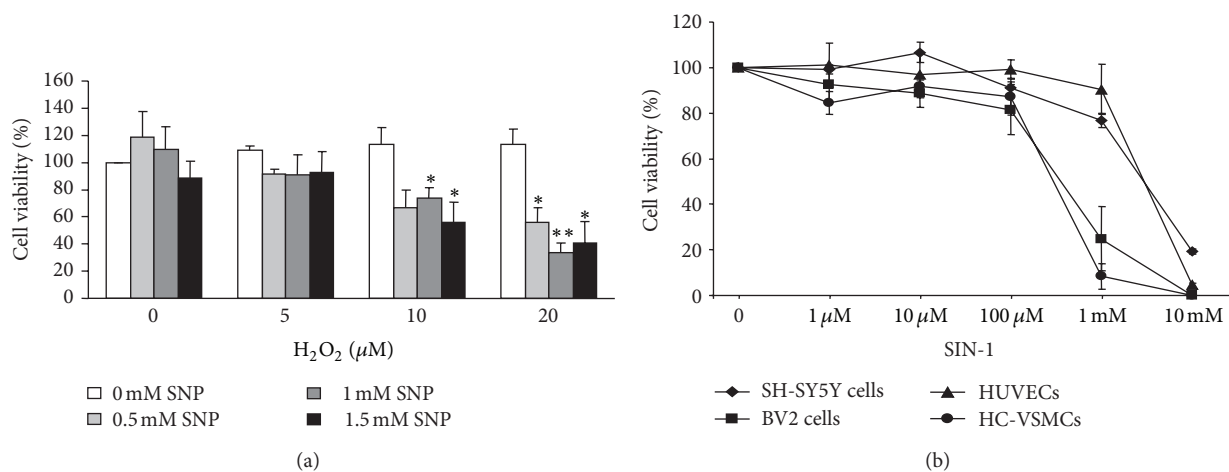 160
140
120
100
80
60
40
20
0
Cell viability (%)
* *
*
* *
*
0 5 10 20
H₂O₂ (μM)
0 mM SNP
1 mM SNP
0.5 mM SNP
1.5 mM SNP
(a)
120
100
80
60
40
20
0
Cell viability (%)
0 1 μM 10 μM 100 μM 1 mM 10 mM
SIN-1
SH-SY5Y cells
HUVECs
BV2 cells
HC-VSMCs
(b)